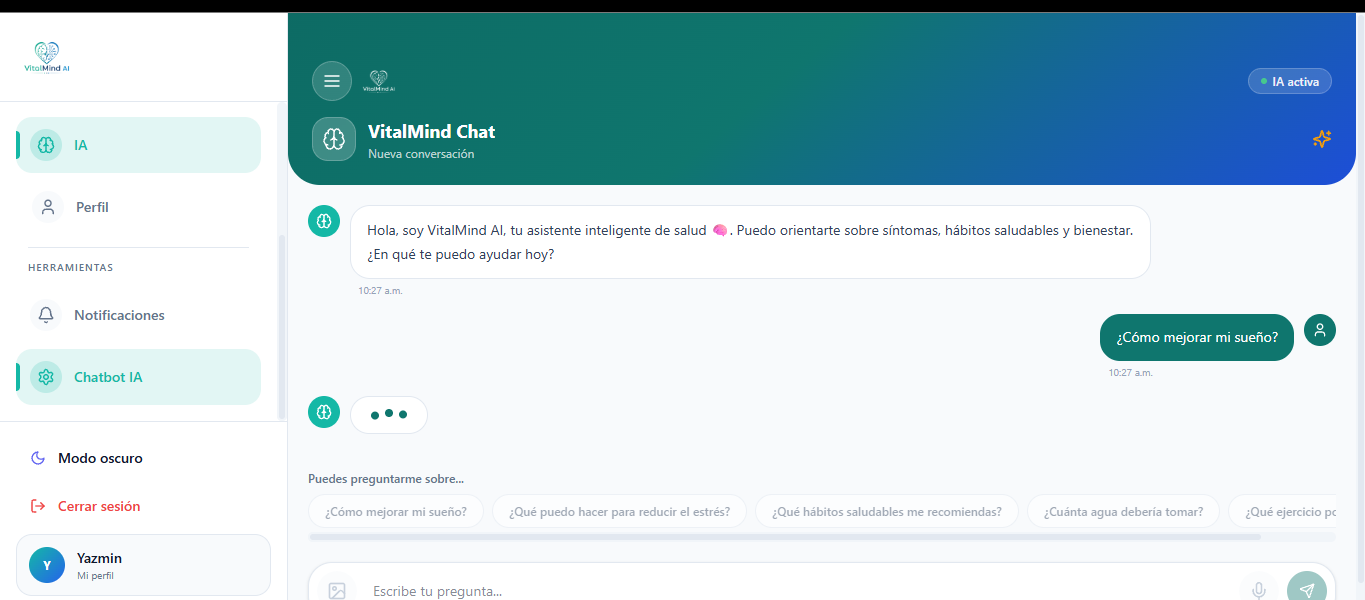 VitalMind AI
IA
Perfil
HERRAMIENTAS
Notificaciones
Chatbot IA
Modo oscuro
Cerrar sesión
Y
Yazmin
Mi perfil
VitalMind AI
IA activa
VitalMind Chat
Nueva conversación
Hola, soy VitalMind AI, tu asistente inteligente de salud 🧠. Puedo orientarte sobre síntomas, hábitos saludables y bienestar.
¿En qué te puedo ayudar hoy?
10:27 a.m.
¿Cómo mejorar mi sueño?
10:27 a.m.
Puedes preguntarme sobre...
¿Cómo mejorar mi sueño?
¿Qué puedo hacer para reducir el estrés?
¿Qué hábitos saludables me recomiendas?
¿Cuánta agua debería tomar?
¿Qué ejercicio
Escribe tu pregunta...